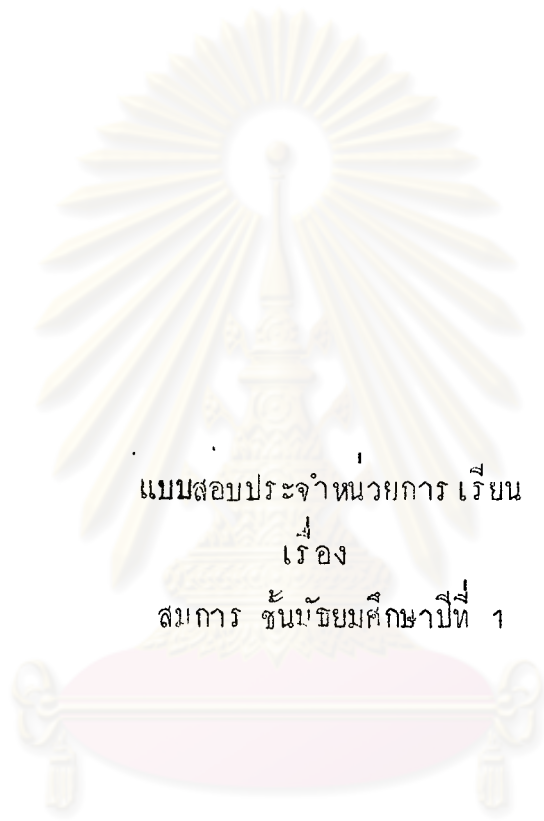 แบบสอบประจำหน่วยการเรียน
เรื่อง
สมการ ชั้นมัธยมศึกษาปีที่ 1